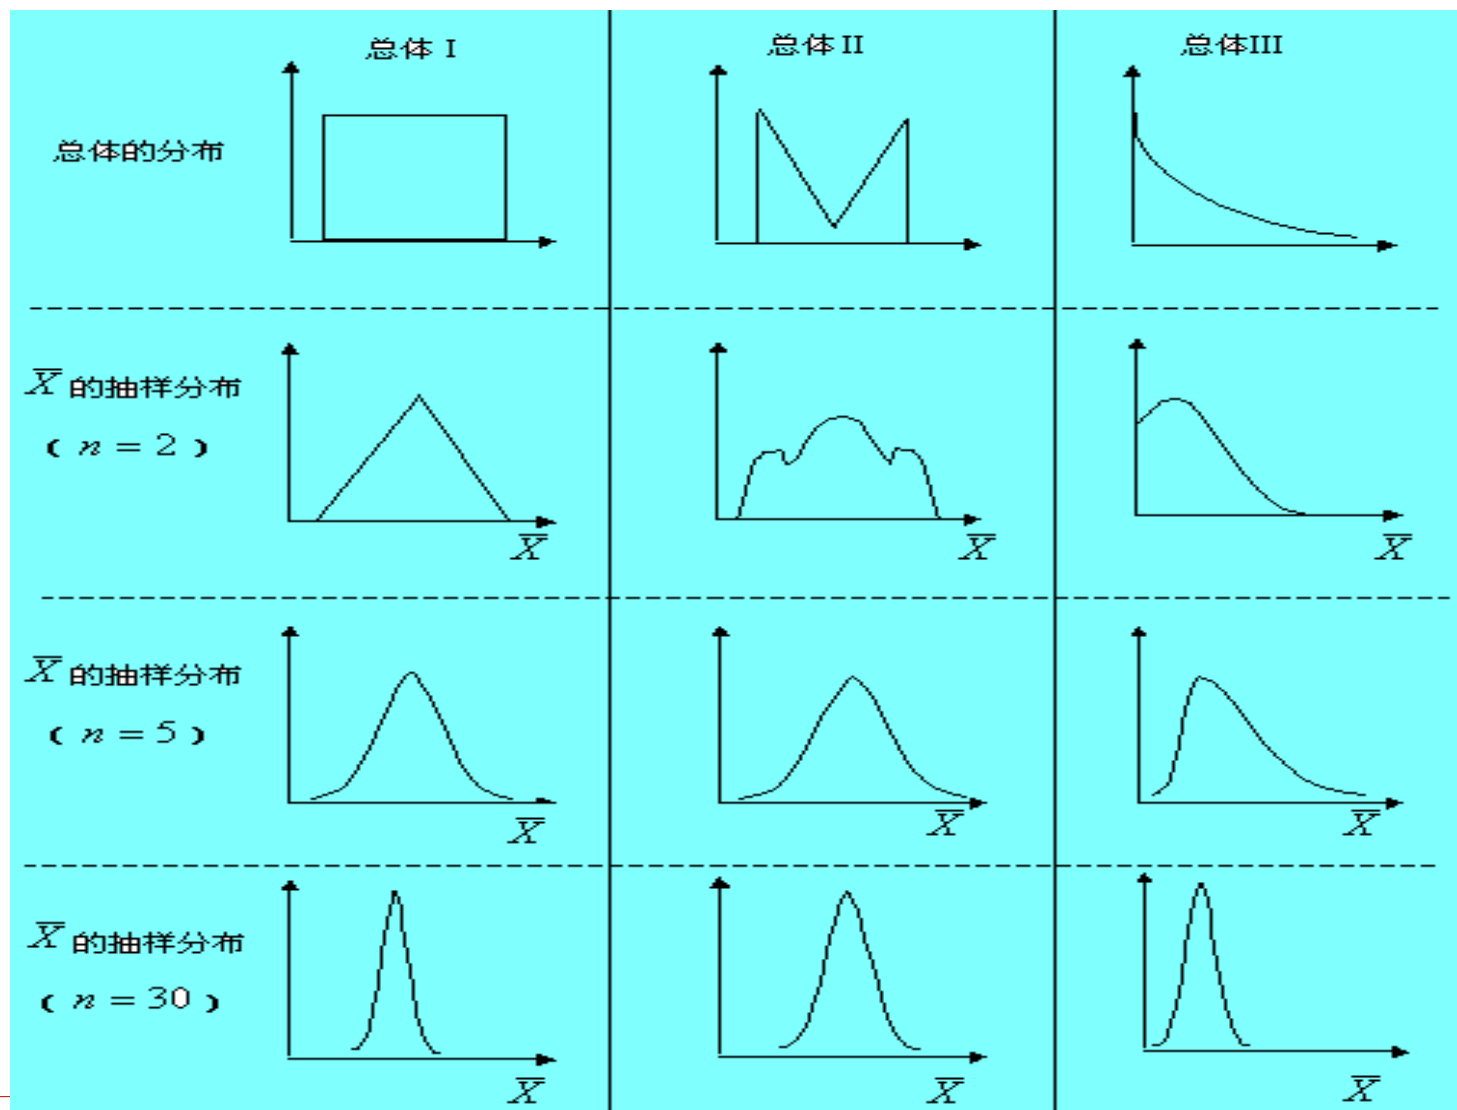 总体 I
总体 II
总体III
总体的分布
X̅ 的抽样分布
( n = 2 )
X̅
X̅
X̅
X̅ 的抽样分布
( n = 5 )
X̅
X̅
X̅
X̅ 的抽样分布
( n = 30 )
X̅
X̅
X̅